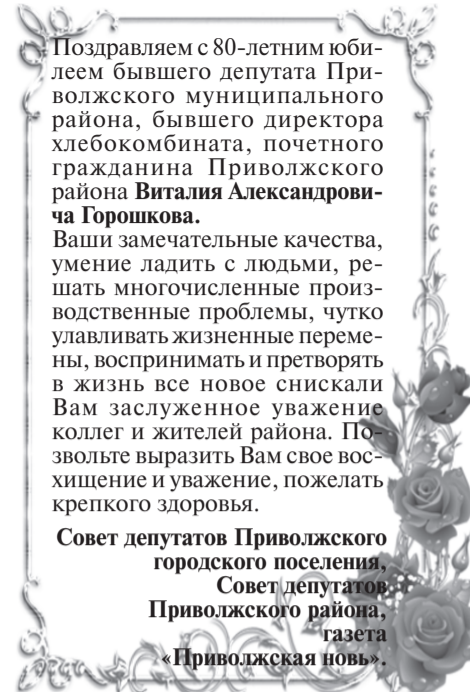 Поздравляем с 80-летним юби-
леем бывшего депутата При-
волжского муниципального
района, бывшего директора
хлебокомбината, почетного
гражданина Приволжского
района Виталия Александрови-
ча Горошкова.
Ваши замечательные качества,
умение ладить с людьми, ре-
шать многочисленные произ-
водственные проблемы, чутко
улавливать жизненные переме-
ны, воспринимать и претворять
в жизнь все новое снискали
Вам заслуженное уважение
коллег и жителей района. По-
звольте выразить Вам свое вос-
хищение и уважение, пожелать
крепкого здоровья.
Совет депутатов Приволжского
городского поселения,
Совет депутатов
Приволжского района,
газета
«Приволжская новь».